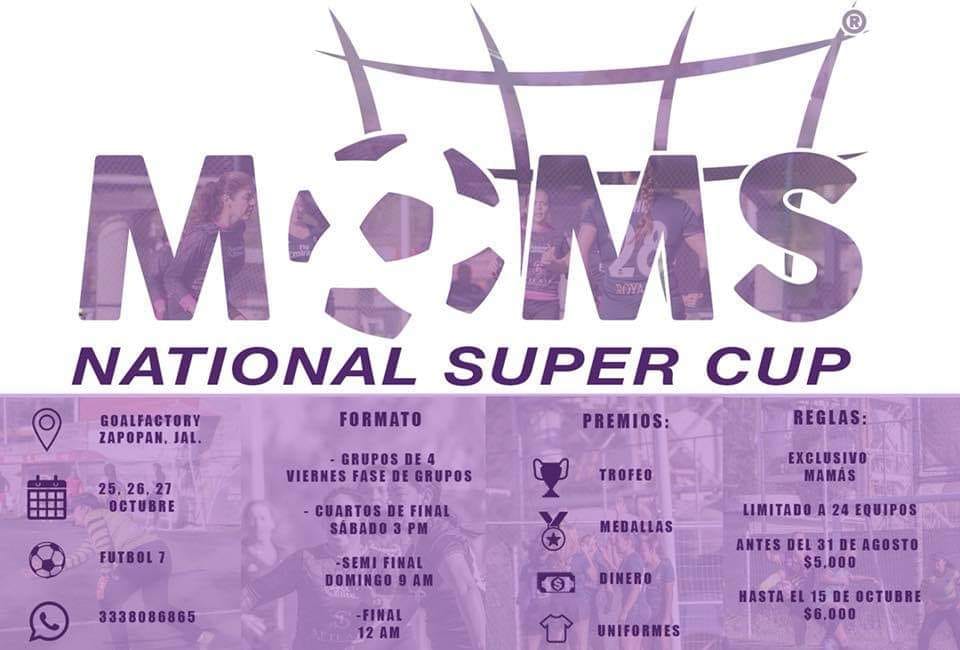 ®
MOMS
NATIONAL SUPER CUP
GOALFACTORY
ZAPOPAN, JAL.
25, 26, 27
OCTUBRE
FUTBOL 7
3338086865
FORMATO
- GRUPOS DE 4
VIERNES FASE DE GRUPOS
- CUARTOS DE FINAL
SÁBADO 3 PM
-SEMI FINAL
DOMINGO 9 AM
-FINAL
12 AM
PREMIOS:
TROFEO
MEDALLAS
DINERO
UNIFORMES
REGLAS:
EXCLUSIVO
MAMÁS
LIMITADO A 24 EQUIPOS
ANTES DEL 31 DE AGOSTO
$5,000
HASTA EL 15 DE OCTUBRE
$6,000